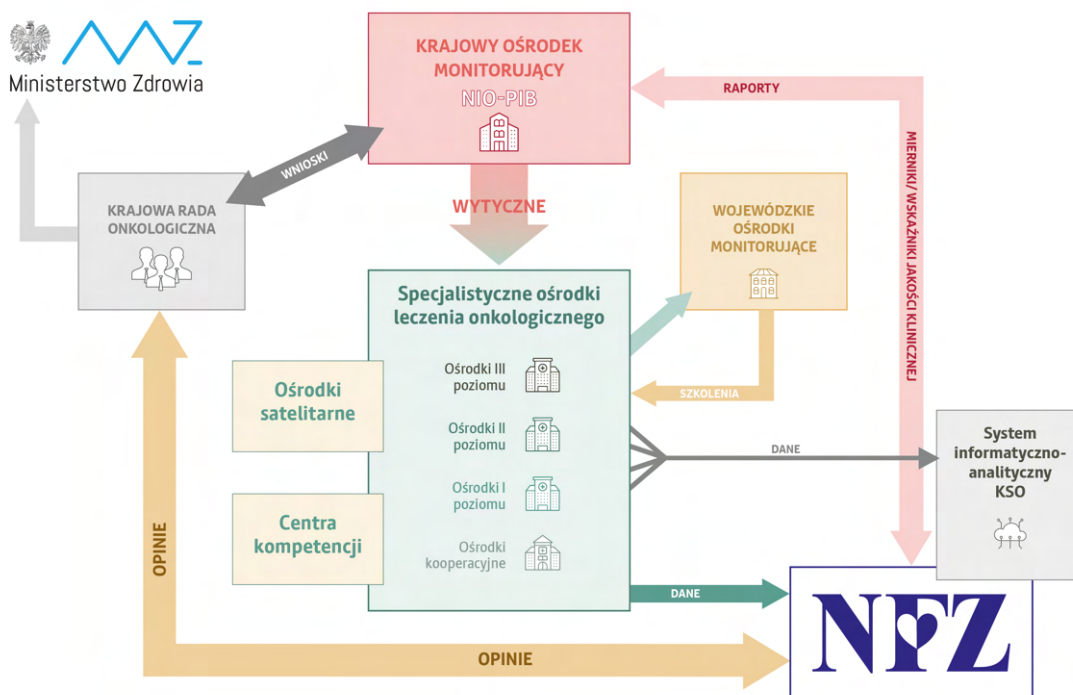 Ministerstwo Zdrowia
KRAJOWY OŚRODEK
MONITORUJĄCY
NIO-PIB
RAPORTY
MIERNIKI/ WSKAŹNIKI JAKOŚCI KLINICZNEJ
WNIOSKI
KRAJOWA RADA
ONKOLOGICZNA
WYTYCZNE
WOJEWÓDZKIE
OŚRODKI
MONITORUJĄCE
Specjalistyczne ośrodki
leczenia onkologicznego
Ośrodki III
poziomu
Ośrodki II
poziomu
Ośrodki I
poziomu
Ośrodki
kooperacyjne
Ośrodki
satelitarne
Centra
kompetencji
SZKOLENIA
DANE
System
informatyczno-
analityczny
KSO
DANE
NFZ
OPINIE
OPINIE